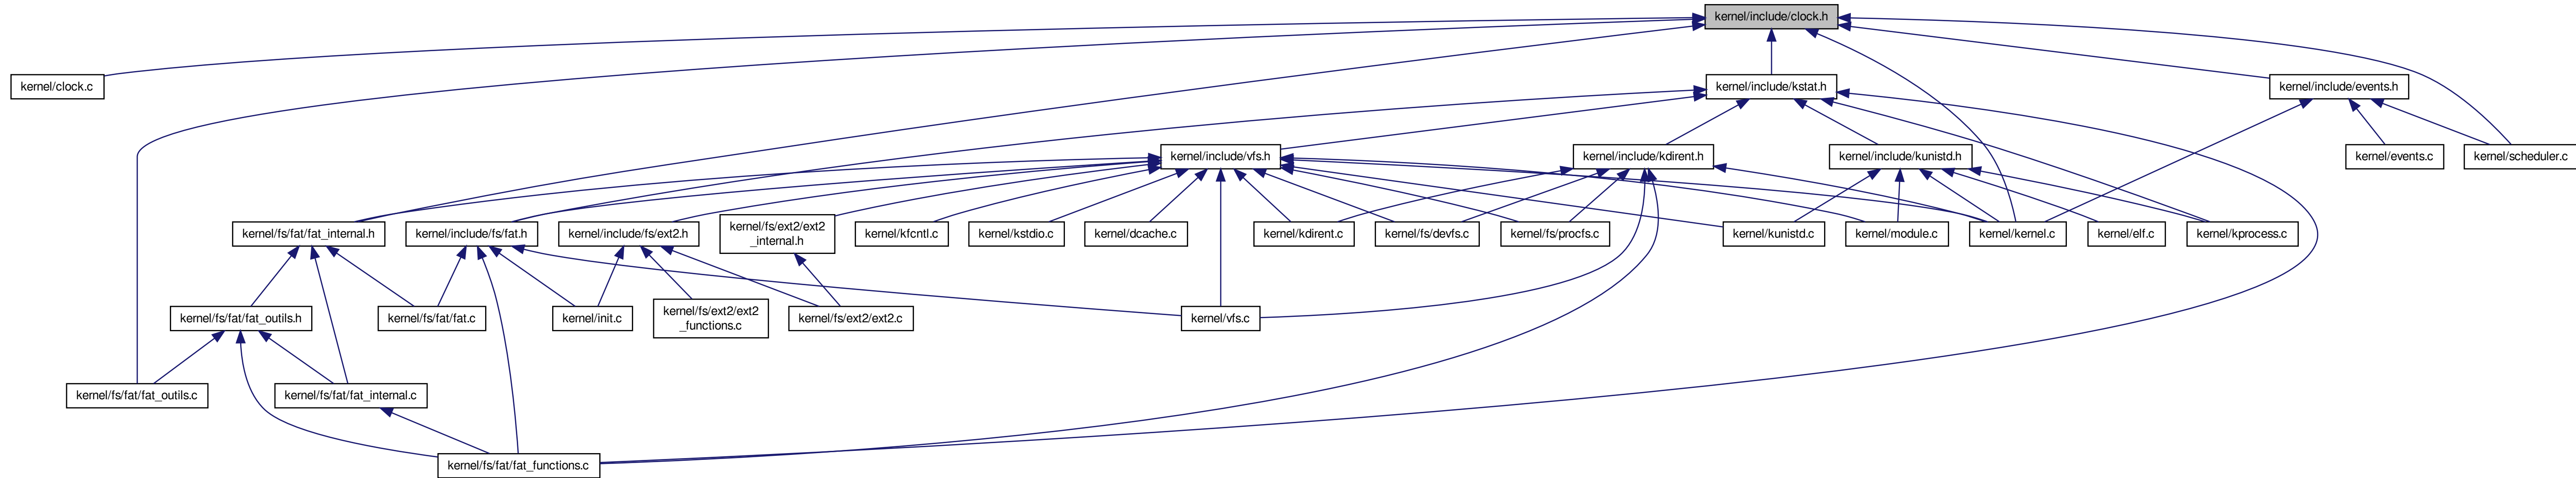 kernel/include/clock.h
kernel/clock.c
kernel/include/kstat.h
kernel/include/events.h
kernel/include/vfs.h
kernel/include/kdirent.h
kernel/include/kunistd.h
kernel/events.c
kernel/scheduler.c
kernel/fs/fat/fat_internal.h
kernel/include/fs/fat.h
kernel/include/fs/ext2.h
kernel/fs/ext2/ext2
_internal.h
kernel/kfcntl.c
kernel/kstdio.c
kernel/dcache.c
kernel/kdirent.c
kernel/fs/devfs.c
kernel/fs/procfs.c
kernel/kunistd.c
kernel/module.c
kernel/kernel.c
kernel/elf.c
kernel/kprocess.c
kernel/fs/fat/fat_outils.h
kernel/fs/fat/fat.c
kernel/init.c
kernel/fs/ext2/ext2
_functions.c
kernel/fs/ext2/ext2.c
kernel/vfs.c
kernel/fs/fat/fat_outils.c
kernel/fs/fat/fat_internal.c
kernel/fs/fat/fat_functions.c